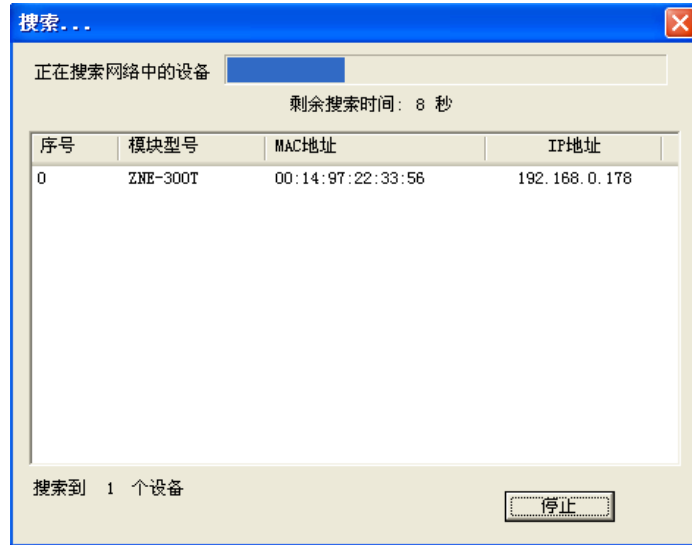 搜索...
正在搜索网络中的设备
剩余搜索时间: 8 秒
序号 模块型号 MAC地址 IP地址
0 ZNE-300T 00:14:97:22:33:56 192.168.0.178
搜索到 1 个设备
停止